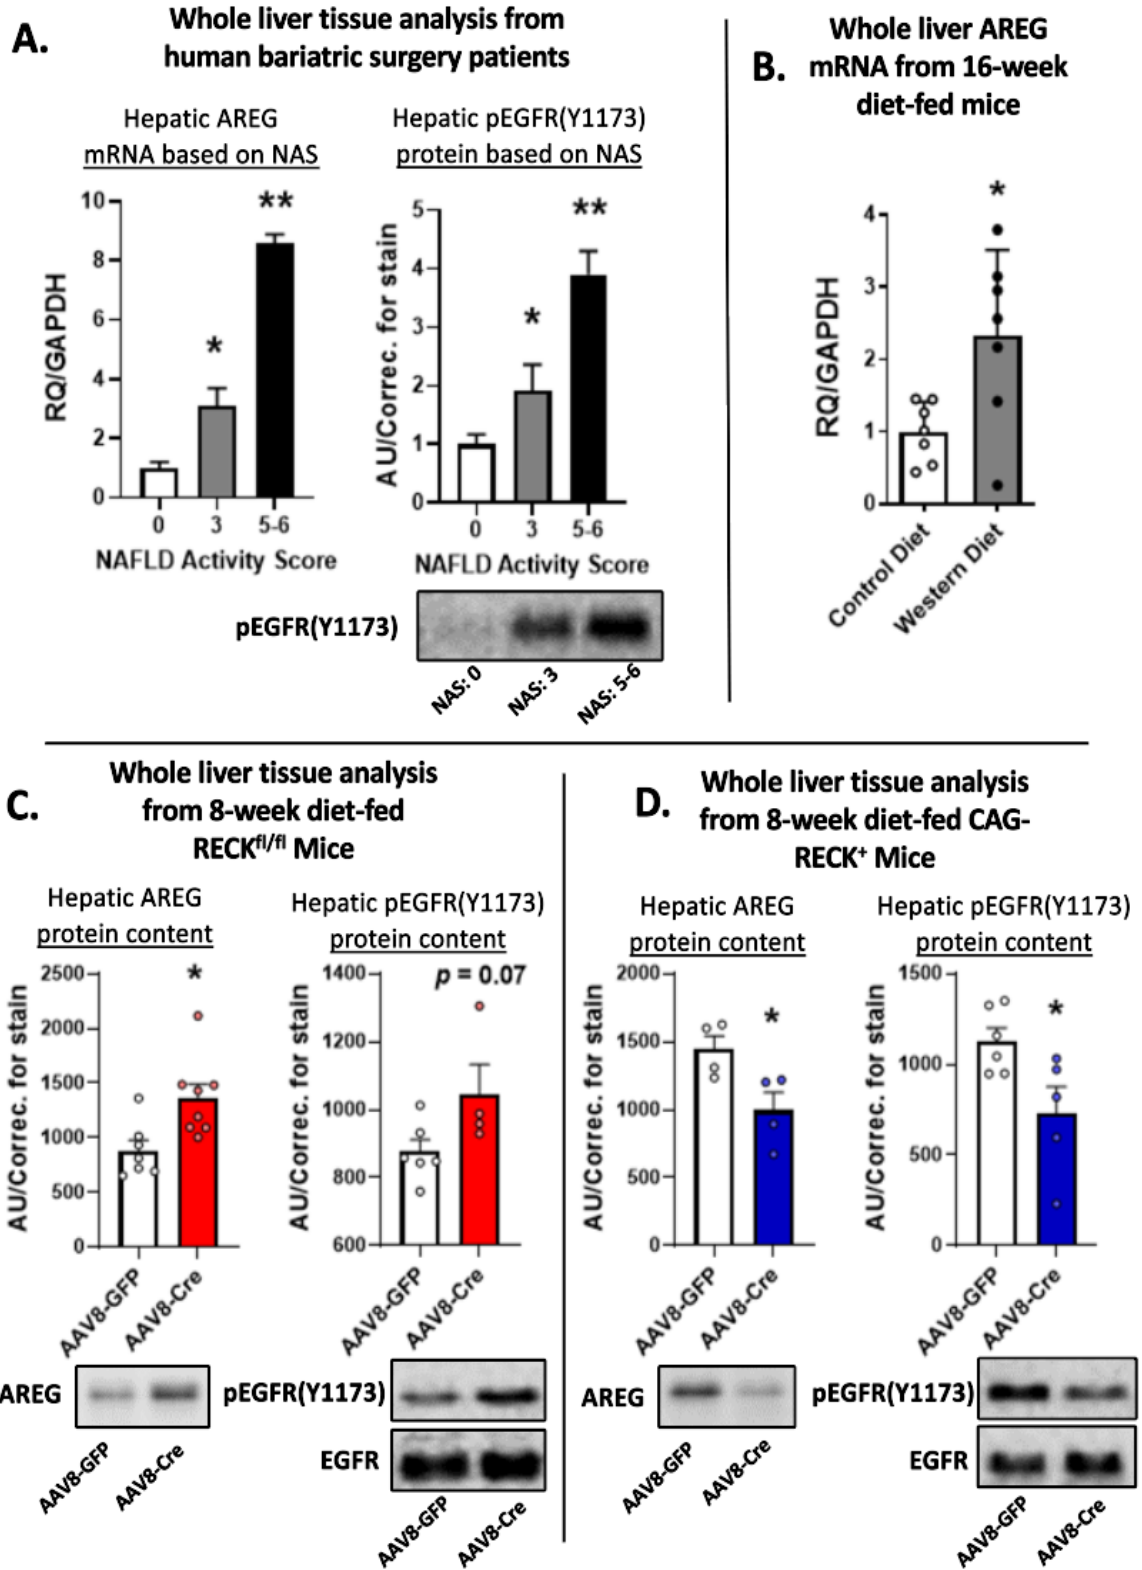 A.
Whole liver tissue analysis from
human bariatric surgery patients
Hepatic AREG
mRNA based on NAS
RQ/GAPDH
10
8
6
4
2
0
*
**
0 3 5-6
NAFLD Activity Score
Hepatic pEGFR(Y1173)
protein based on NAS
AU/Correc. for stain
5
4
3
2
1
0
*
**
0 3 5-6
NAFLD Activity Score
pEGFR(Y1173)
NAS: 0 NAS: 3 NAS: 5-6
B.
Whole liver AREG
mRNA from 16-week
diet-fed mice
RQ/GAPDH
4
3
2
1
0
*
Control Diet
Western Diet
C.
Whole liver tissue analysis
from 8-week diet-fed
RECKfl/fl Mice
Hepatic AREG
protein content
AU/Correc. for stain
2500
2000
1500
1000
500
0
*
AAV8-GFP
AAV8-Cre
AREG
AAV8-GFP
AAV8-Cre
Hepatic pEGFR(Y1173)
protein content
AU/Correc. for stain
1400
1200
1000
800
600
p = 0.07
AAV8-GFP
AAV8-Cre
pEGFR(Y1173)
EGFR
AAV8-GFP
AAV8-Cre
D.
Whole liver tissue analysis
from 8-week diet-fed CAG-
RECK+ Mice
Hepatic AREG
protein content
AU/Correc. for stain
2000
1500
1000
500
0
*
AAV8-GFP
AAV8-Cre
AREG
AAV8-GFP
AAV8-Cre
Hepatic pEGFR(Y1173)
protein content
AU/Correc. for stain
1500
1000
500
0
*
AAV8-GFP
AAV8-Cre
pEGFR(Y1173)
EGFR
AAV8-GFP
AAV8-Cre